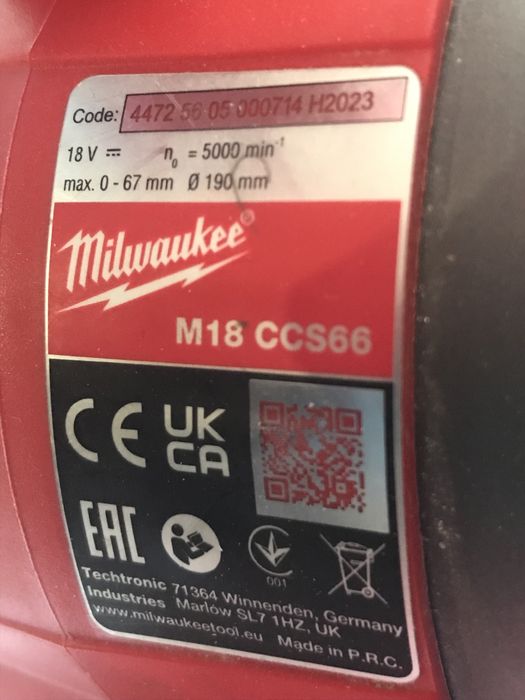 Code: 4472 56 05 000714 H2023
18 V n₀ = 5000 min⁻¹
max. 0 - 67 mm Ø 190 mm
Milwaukee®
M18 CCS66
CE UK
CA
EAC
001
Techtronic 71364 Winnenden, Germany
Industries Marlow SL7 1HZ, UK
www.milwaukeetool.eu Made in P.R.C.